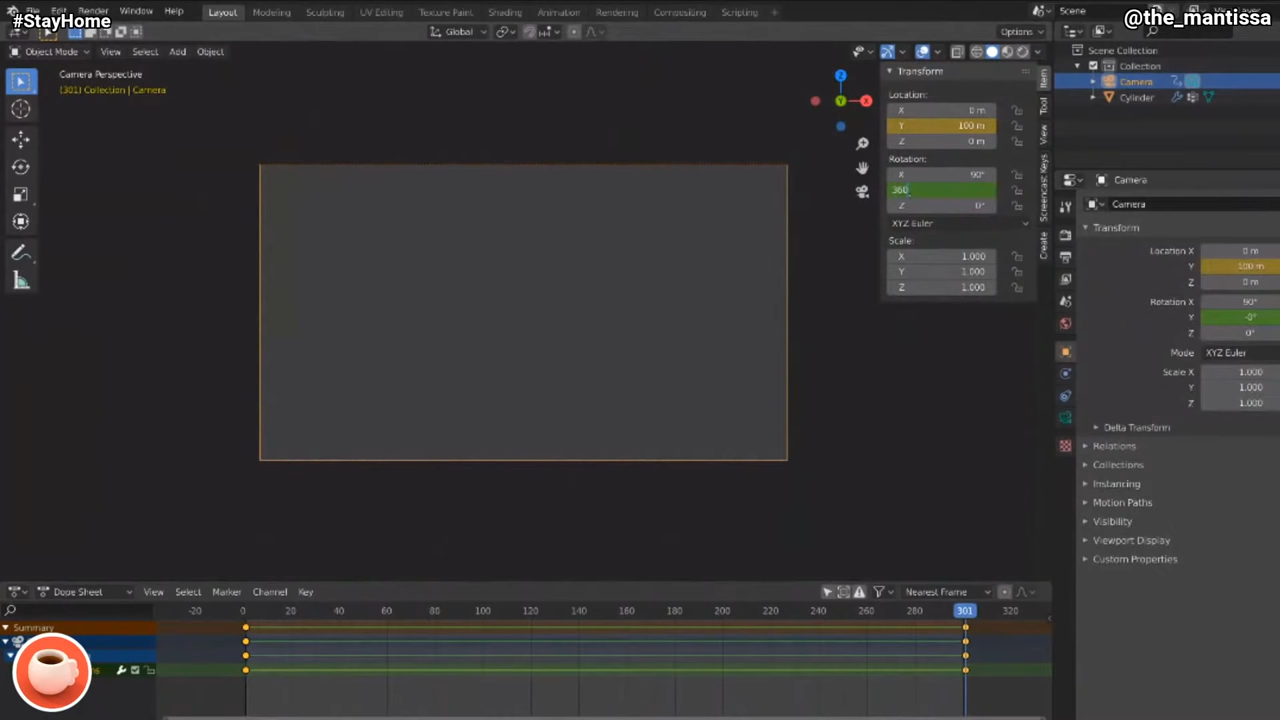 #StayHome
File Edit Render Window Help Layout Modeling Sculpting UV Editing Texture Paint Shading Animation Rendering Compositing Scripting + Scene
@the_mantissa
Global Options
Object Mode View Select Add Object
Camera Perspective
(301) Collection | Camera
Z
X
Y
Transform
Location:
X 0 m
Y 100 m
Z 0 m
Rotation:
X 90°
360
Z 0°
XYZ Euler
Scale:
X 1.000
Y 1.000
Z 1.000
Item
Tool
View
Screencast Keys
Create
Scene Collection
Collection
Camera
Cylinder
Camera
Camera
Transform
Location X 0 m
Y 100 m
Z 0 m
Rotation X 90°
Y -0°
Z 0°
Mode XYZ Euler
Scale X 1.000
Y 1.000
Z 1.000
Delta Transform
Relations
Collections
Instancing
Motion Paths
Visibility
Viewport Display
Custom Properties
Dope Sheet View Select Marker Channel Key Nearest Frame
-20 0 20 40 60 80 100 120 140 160 180 200 220 240 260 280 301 320
Summary